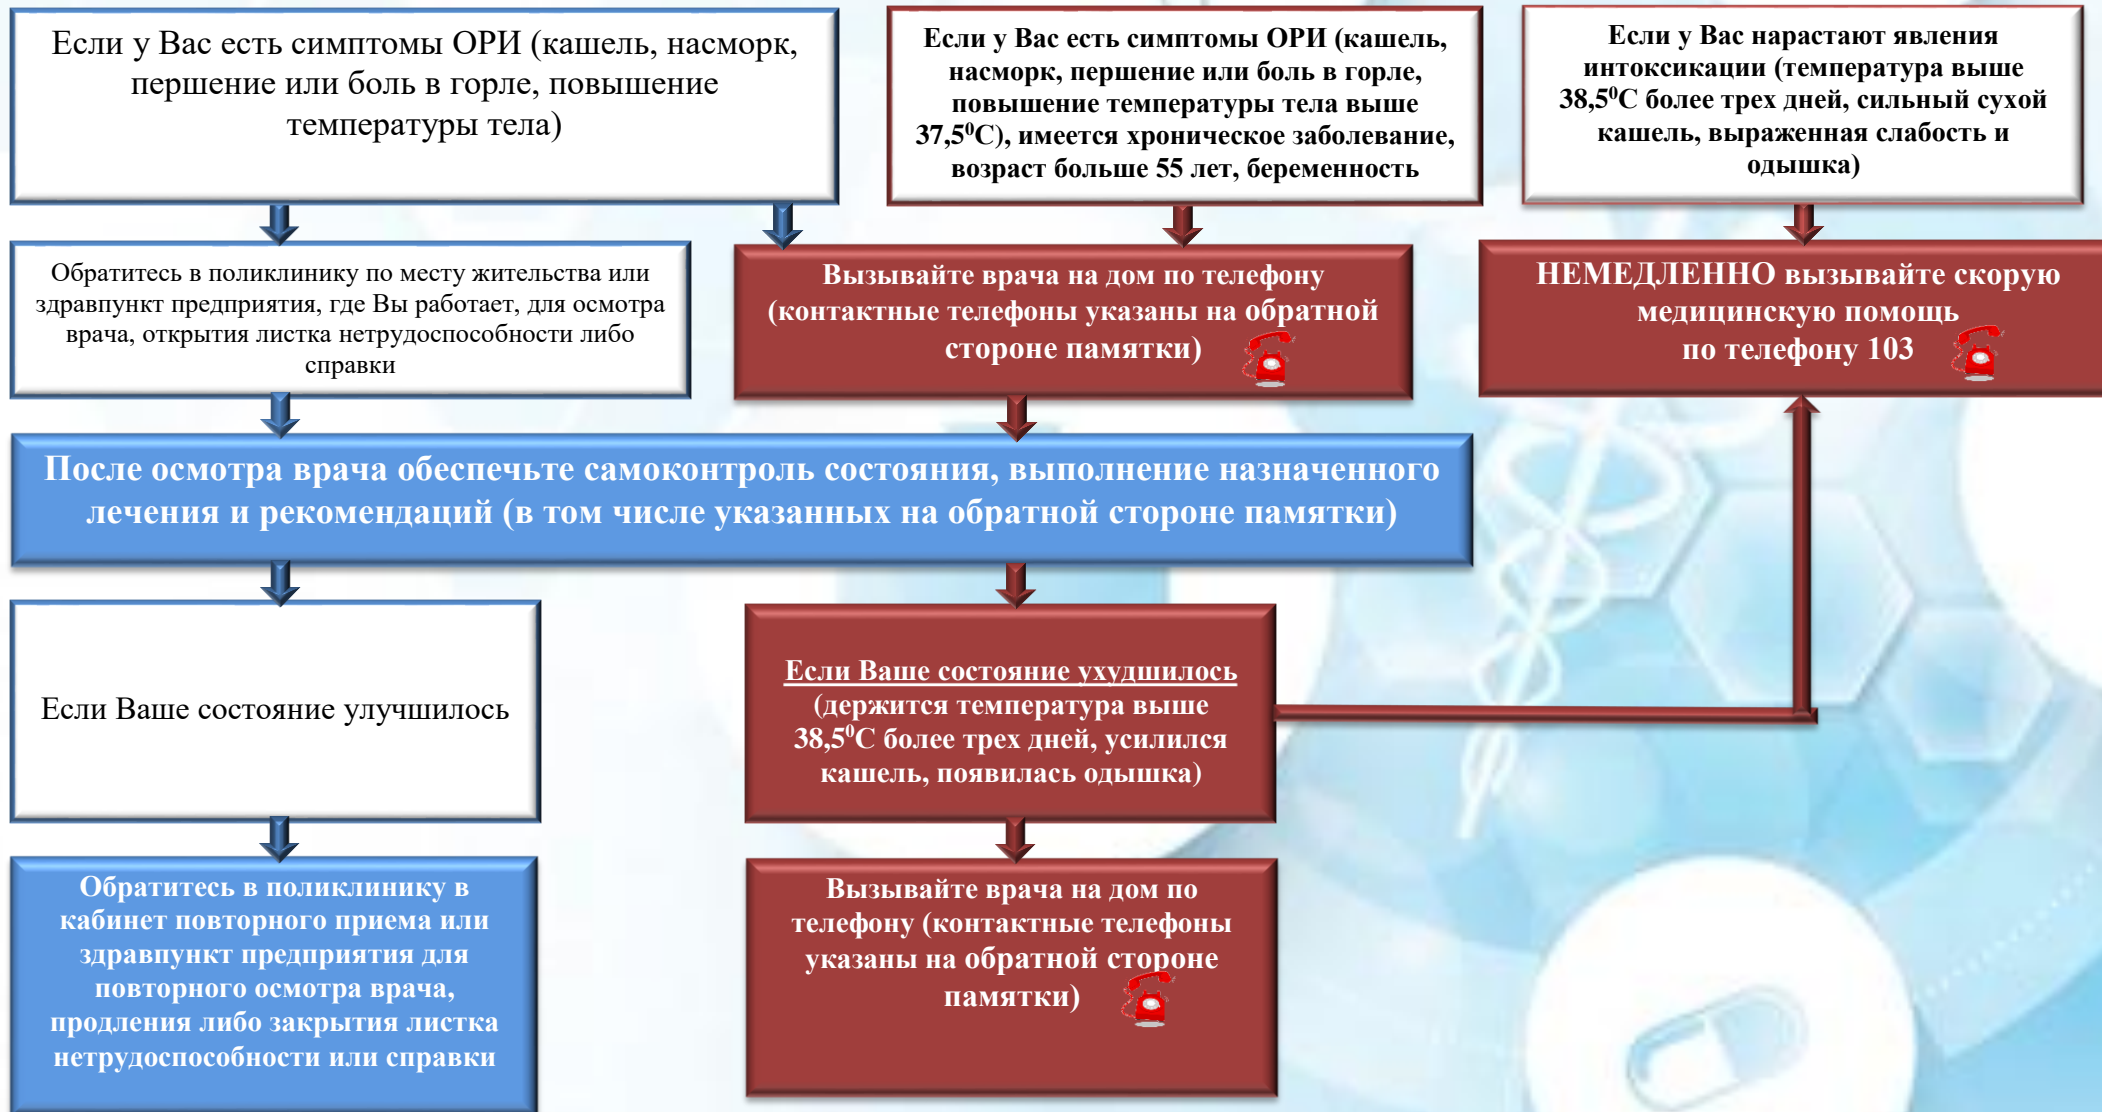 Если у Вас есть симптомы ОРИ (кашель, насморк,
першение или боль в горле, повышение
температуры тела)
Если у Вас есть симптомы ОРИ (кашель,
насморк, першение или боль в горле,
повышение температуры тела выше
37,5⁰С), имеется хроническое заболевание,
возраст больше 55 лет, беременность
Если у Вас нарастают явления
интоксикации (температура выше
38,5⁰С более трех дней, сильный сухой
кашель, выраженная слабость и
одышка)
Обратитесь в поликлинику по месту жительства или
здравпункт предприятия, где Вы работает, для осмотра
врача, открытия листка нетрудоспособности либо
справки
Вызывайте врача на дом по телефону
(контактные телефоны указаны на обратной
стороне памятки)
НЕМЕДЛЕННО вызывайте скорую
медицинскую помощь
по телефону 103
После осмотра врача обеспечьте самоконтроль состояния, выполнение назначенного
лечения и рекомендаций (в том числе указанных на обратной стороне памятки)
Если Ваше состояние улучшилось
Если Ваше состояние ухудшилось
(держится температура выше
38,5⁰С более трех дней, усилился
кашель, появилась одышка)
Обратитесь в поликлинику в
кабинет повторного приема или
здравпункт предприятия для
повторного осмотра врача,
продления либо закрытия листка
нетрудоспособности или справки
Вызывайте врача на дом по
телефону (контактные телефоны
указаны на обратной стороне
памятки)